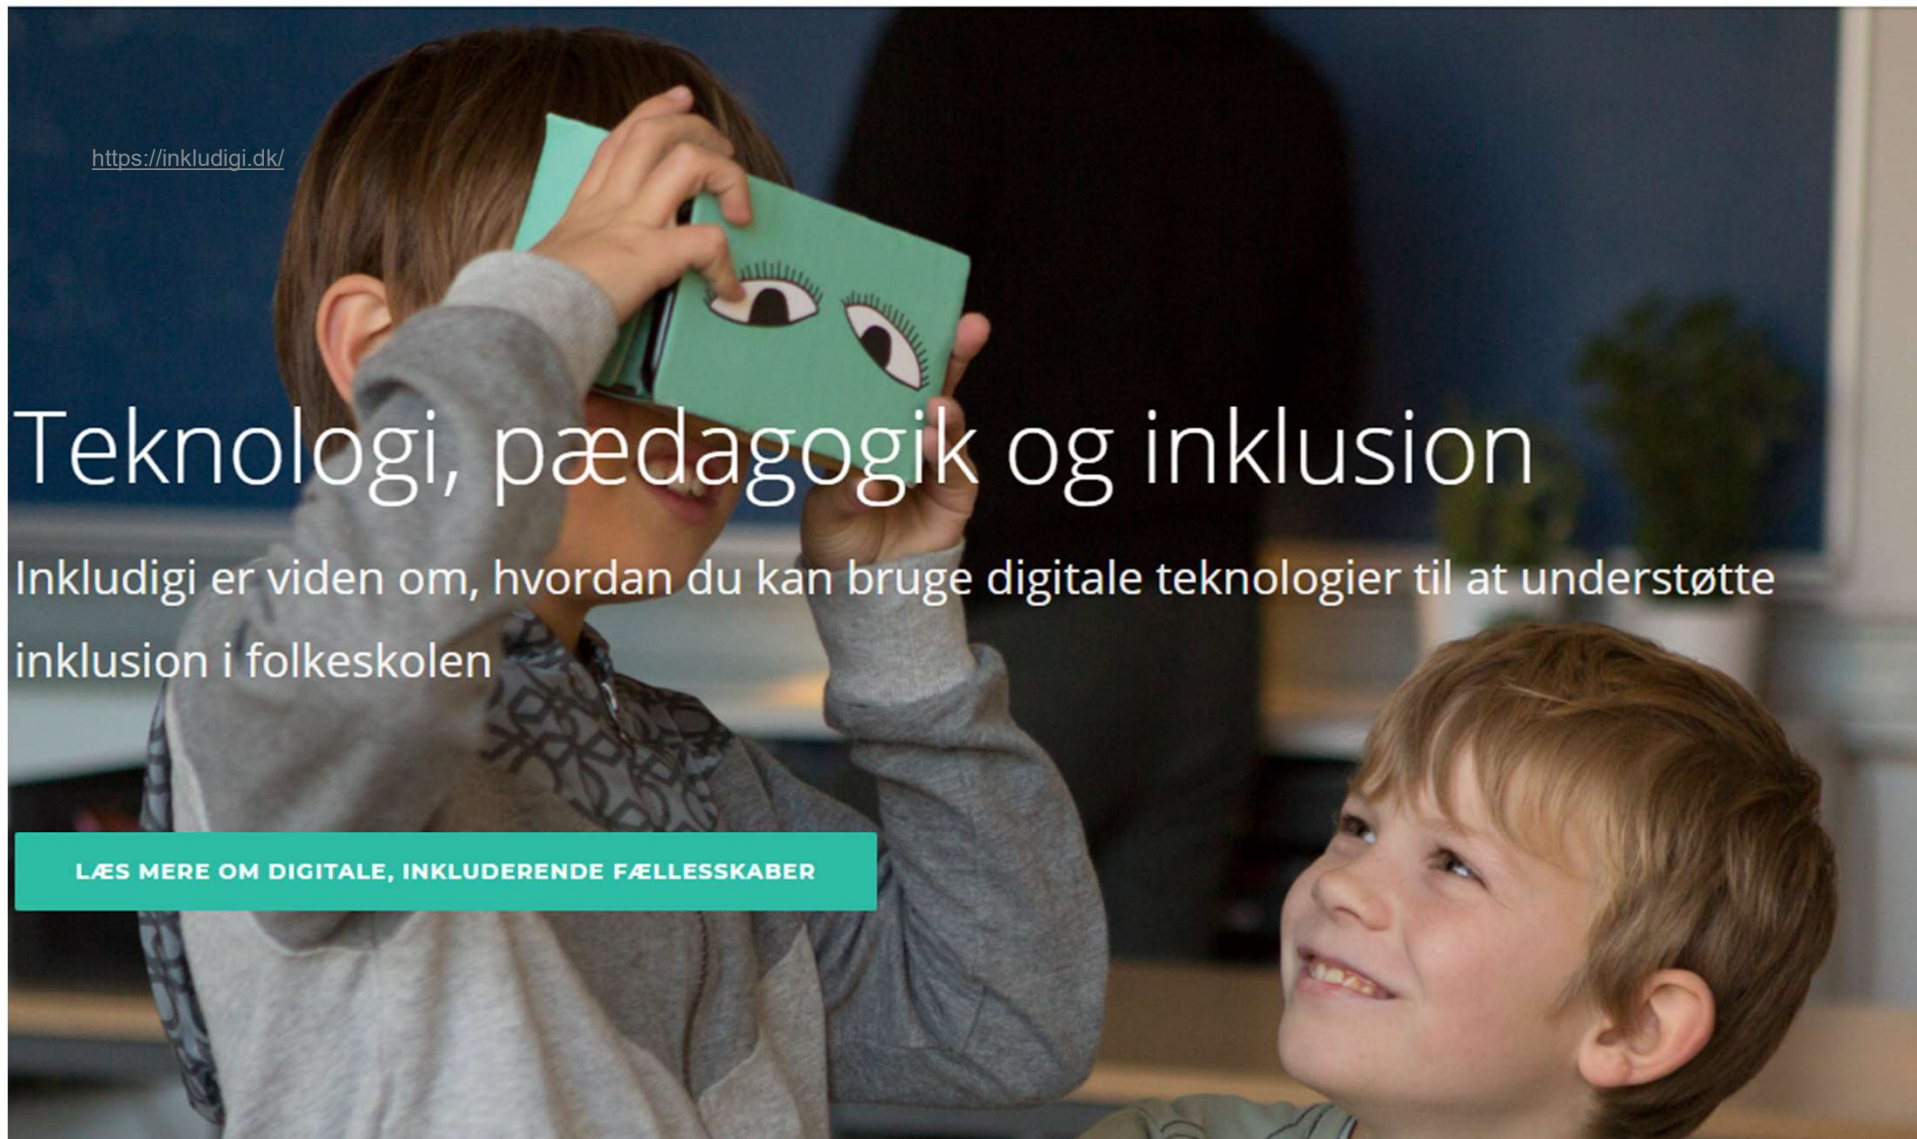 https://inkludigi.dk/
Teknologi, pædagogik og inklusion
Inkludigi er viden om, hvordan du kan bruge digitale teknologier til at understøtte
inklusion i folkeskolen
LÆS MERE OM DIGITALE, INKLUDERENDE FÆLLESSKABER